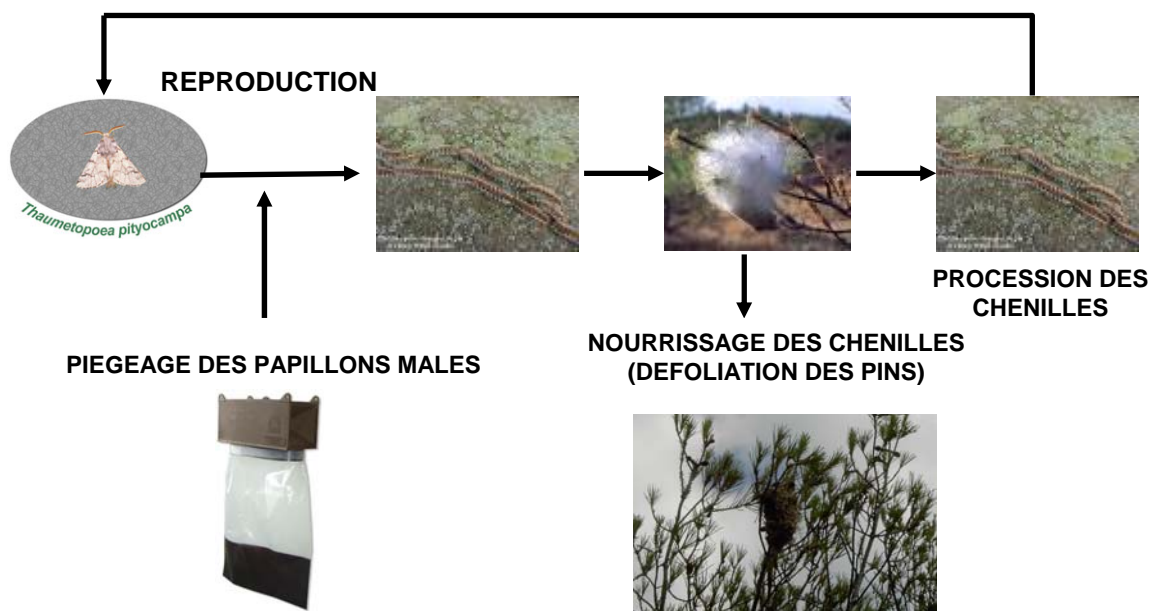 REPRODUCTION
Thaumetopoea pityocampa
PROCESSION DES
CHENILLES
NOURRISSAGE DES CHENILLES
(DEFOLIATION DES PINS)
PIEGEAGE DES PAPILLONS MALES